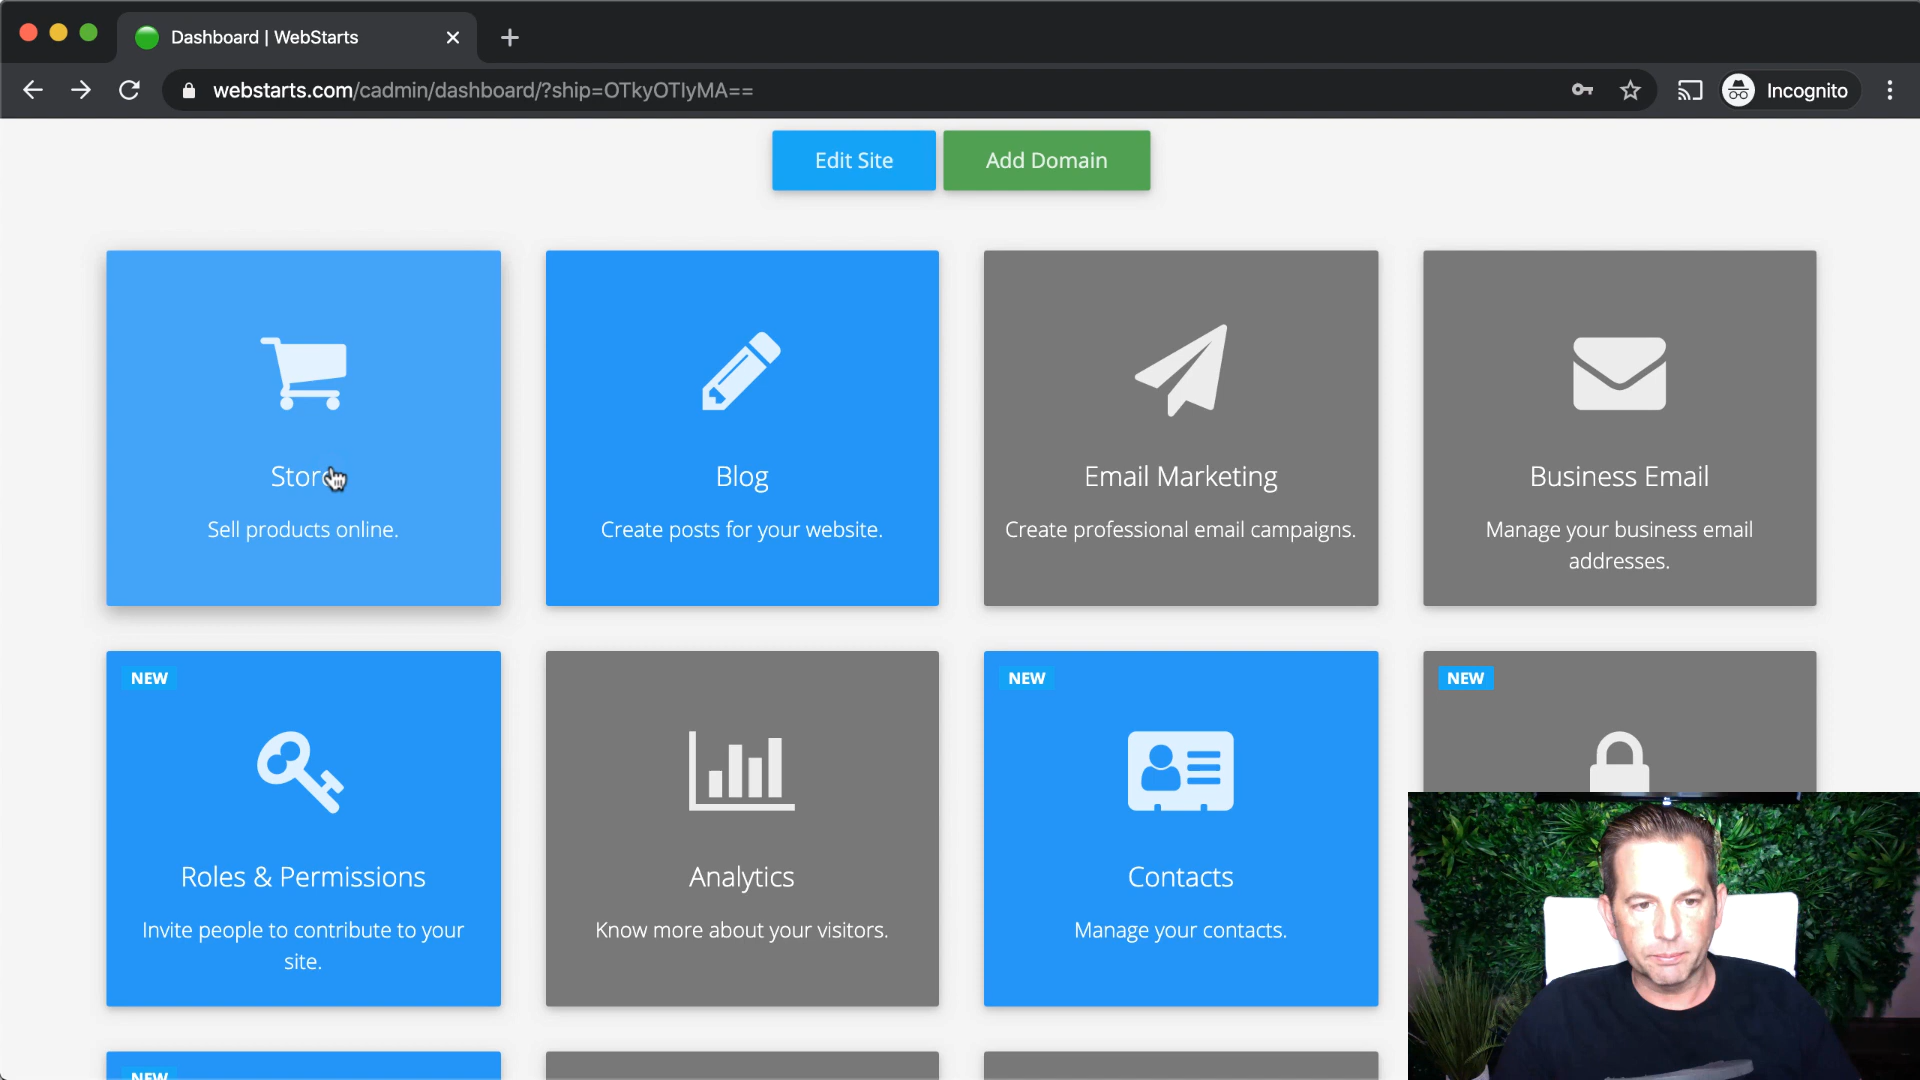 Dashboard | WebStarts
webstarts.com/cadmin/dashboard/?ship=OTkyOTIyMA==
Incognito
Edit Site
Add Domain
Store
Sell products online.
Blog
Create posts for your website.
Email Marketing
Create professional email campaigns.
Business Email
Manage your business email
addresses.
NEW
Roles & Permissions
Invite people to contribute to your
site.
Analytics
Know more about your visitors.
NEW
Contacts
Manage your contacts.
NEW
NEW